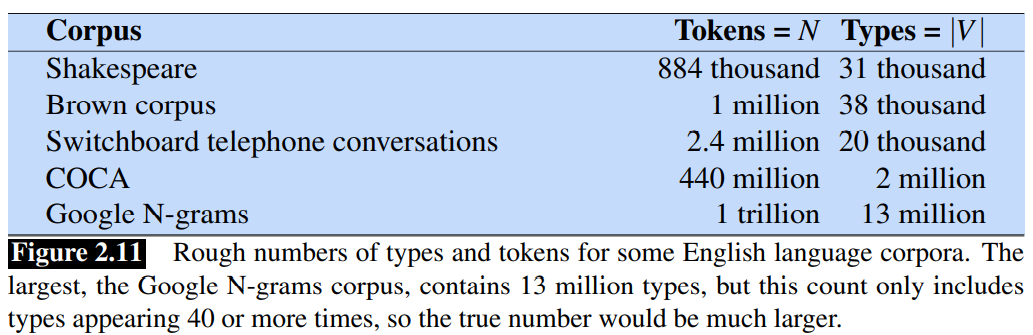 Corpus Tokens = N Types = |V|
Shakespeare 884 thousand 31 thousand
Brown corpus 1 million 38 thousand
Switchboard telephone conversations 2.4 million 20 thousand
COCA 440 million 2 million
Google N-grams 1 trillion 13 million
Figure 2.11 Rough numbers of types and tokens for some English language corpora. The
largest, the Google N-grams corpus, contains 13 million types, but this count only includes
types appearing 40 or more times, so the true number would be much larger.